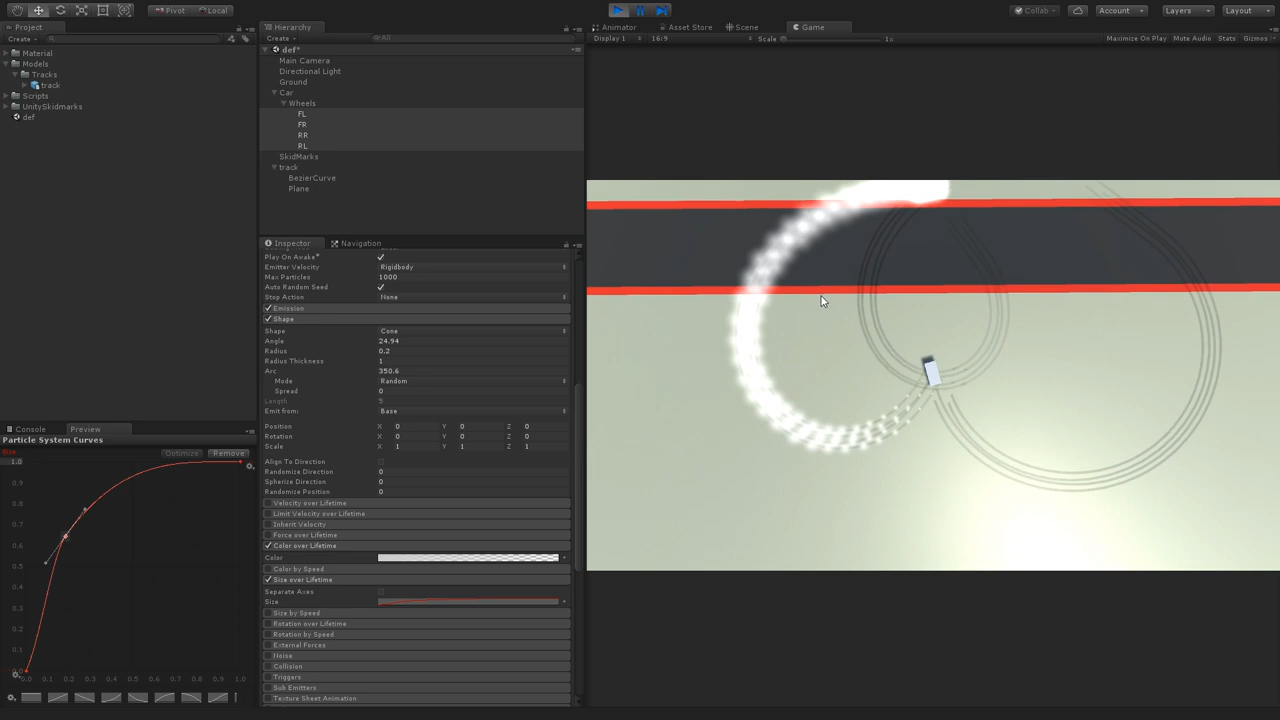 Pivot Local Collab Account Layers Layout
Project Hierarchy Animator Asset Store Scene Game
Create Create All Display 1 16:9 Scale 1x Maximize On Play Mute Audio Stats Gizmos
Material
Models
Tracks
track
Scripts
UnitySkidmarks
def
def*
Main Camera
Directional Light
Ground
Car
Wheels
FL
FR
RR
RL
SkidMarks
track
BezierCurve
Plane
Inspector Navigation
Play On Awake*
Emitter Velocity Rigidbody
Max Particles 1000
Auto Random Seed
Stop Action None
Emission
Shape
Shape Cone
Angle 24.94
Radius 0.2
Radius Thickness 1
Arc 350.6
Mode Random
Spread 0
Length 5
Emit from: Base
Position X 0 Y 0 Z 0
Rotation X 0 Y 0 Z 0
Scale X 1 Y 1 Z 1
Align To Direction
Randomize Direction 0
Spherize Direction 0
Randomize Position 0
Velocity over Lifetime
Limit Velocity over Lifetime
Inherit Velocity
Force over Lifetime
Color over Lifetime
Color
Color by Speed
Size over Lifetime
Separate Axes
Size
Size by Speed
Rotation over Lifetime
Rotation by Speed
External Forces
Noise
Collision
Triggers
Sub Emitters
Texture Sheet Animation
Console Preview
Particle System Curves
Size Optimize Remove
1.0
0.9
0.8
0.7
0.6
0.5
0.4
0.3
0.2
0.1
0.0 0.1 0.2 0.3 0.4 0.5 0.6 0.7 0.8 0.9 1.0